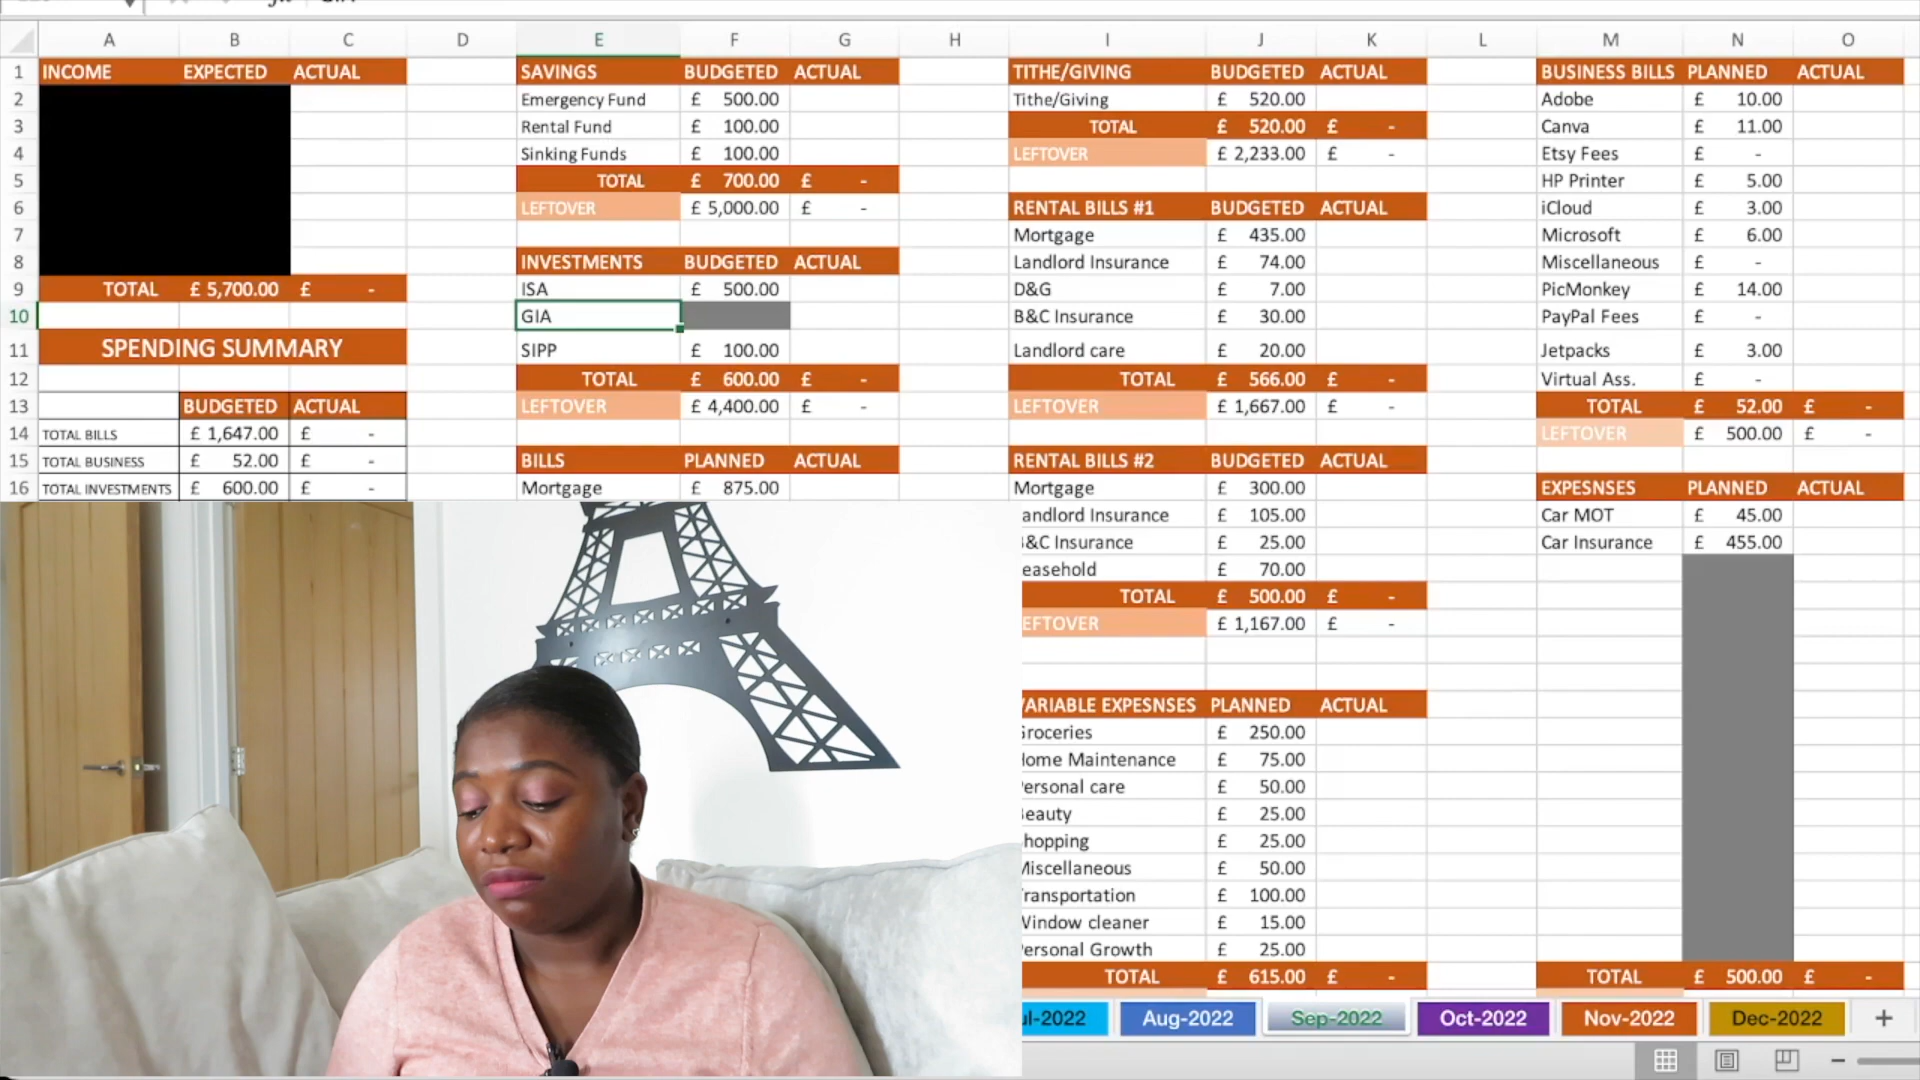 A B C D E F G H I J K L M N O
1 INCOME EXPECTED ACTUAL SAVINGS BUDGETED ACTUAL TITHE/GIVING BUDGETED ACTUAL BUSINESS BILLS PLANNED ACTUAL
2 Emergency Fund £ 500.00 Tithe/Giving £ 520.00 Adobe £ 10.00
3 Rental Fund £ 100.00 TOTAL £ 520.00 £ - Canva £ 11.00
4 Sinking Funds £ 100.00 LEFTOVER £ 2,233.00 £ - Etsy Fees £ -
5 TOTAL £ 700.00 £ - HP Printer £ 5.00
6 LEFTOVER £ 5,000.00 £ - RENTAL BILLS #1 BUDGETED ACTUAL iCloud £ 3.00
7 Mortgage £ 435.00 Microsoft £ 6.00
8 INVESTMENTS BUDGETED ACTUAL Landlord Insurance £ 74.00 Miscellaneous £ -
9 TOTAL £ 5,700.00 £ - ISA £ 500.00 D&G £ 7.00 PicMonkey £ 14.00
10 GIA B&C Insurance £ 30.00 PayPal Fees £ -
11 SPENDING SUMMARY SIPP £ 100.00 Landlord care £ 20.00 Jetpacks £ 3.00
12 TOTAL £ 600.00 £ - TOTAL £ 566.00 £ - Virtual Ass. £ -
13 BUDGETED ACTUAL LEFTOVER £ 4,400.00 £ - LEFTOVER £ 1,667.00 £ - TOTAL £ 52.00 £ -
14 TOTAL BILLS £ 1,647.00 £ - LEFTOVER £ 500.00 £ -
15 TOTAL BUSINESS £ 52.00 £ - BILLS PLANNED ACTUAL RENTAL BILLS #2 BUDGETED ACTUAL
16 TOTAL INVESTMENTS £ 600.00 £ - Mortgage £ 875.00 Mortgage £ 300.00 EXPESNSES PLANNED ACTUAL
andlord Insurance £ 105.00 Car MOT £ 45.00
&C Insurance £ 25.00 Car Insurance £ 455.00
easehold £ 70.00
TOTAL £ 500.00 £ -
EFTOVER £ 1,167.00 £ -
VARIABLE EXPESNSES PLANNED ACTUAL
Groceries £ 250.00
Home Maintenance £ 75.00
Personal care £ 50.00
Beauty £ 25.00
hopping £ 25.00
Miscellaneous £ 50.00
Transportation £ 100.00
Window cleaner £ 15.00
Personal Growth £ 25.00
TOTAL £ 615.00 £ - TOTAL £ 500.00 £ -
ul-2022 Aug-2022 Sep-2022 Oct-2022 Nov-2022 Dec-2022 +